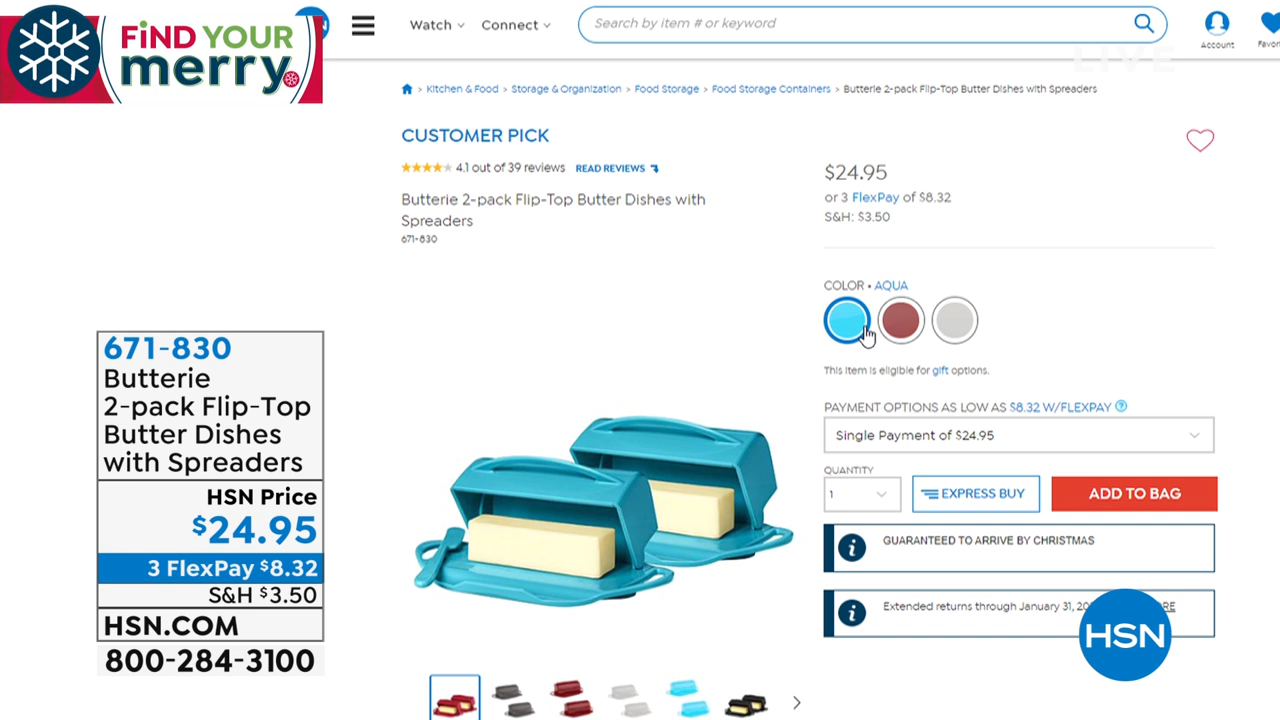 FiND YOUR
merry
Watch
Connect
Search by item # or keyword
Account
LIVE
> Kitchen & Food > Storage & Organization > Food Storage > Food Storage Containers > Butterie 2-pack Flip-Top Butter Dishes with Spreaders
CUSTOMER PICK
4.1 out of 39 reviews READ REVIEWS
Butterie 2-pack Flip-Top Butter Dishes with
Spreaders
671-830
$24.95
or 3 FlexPay of $8.32
S&H: $3.50
COLOR • AQUA
This item is eligible for gift options.
PAYMENT OPTIONS AS LOW AS $8.32 W/FLEXPAY ?
Single Payment of $24.95
QUANTITY
1
EXPRESS BUY
ADD TO BAG
i GUARANTEED TO ARRIVE BY CHRISTMAS
i Extended returns through January 31,
HSN
671-830
Butterie
2-pack Flip-Top
Butter Dishes
with Spreaders
HSN Price
$24.95
3 FlexPay $8.32
S&H $3.50
HSN.COM
800-284-3100